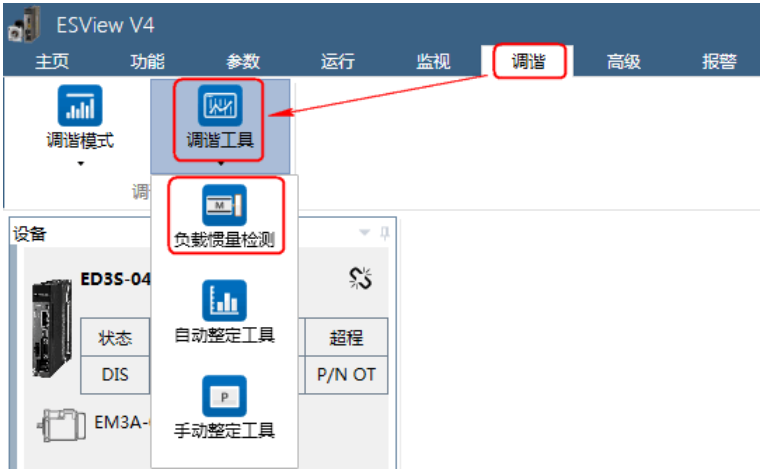 ESView V4
主页 功能 参数 运行 监视 调谐 高级 报警
调谐模式 调谐工具
调
M
负载惯量检测
设备
ED3S-04
状态 超程
自动整定工具
DIS P/N OT
P
EM3A-
手动整定工具